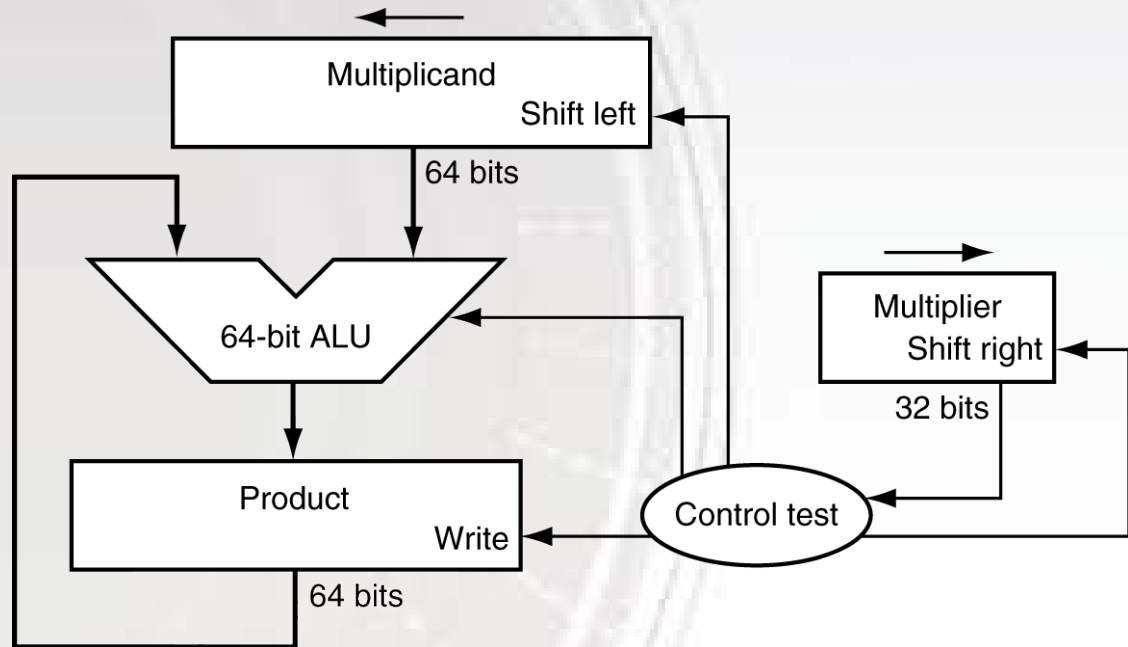 Multiplicand
Shift left
64 bits
64-bit ALU
Multiplier
Shift right
32 bits
Product
Write
Control test
64 bits